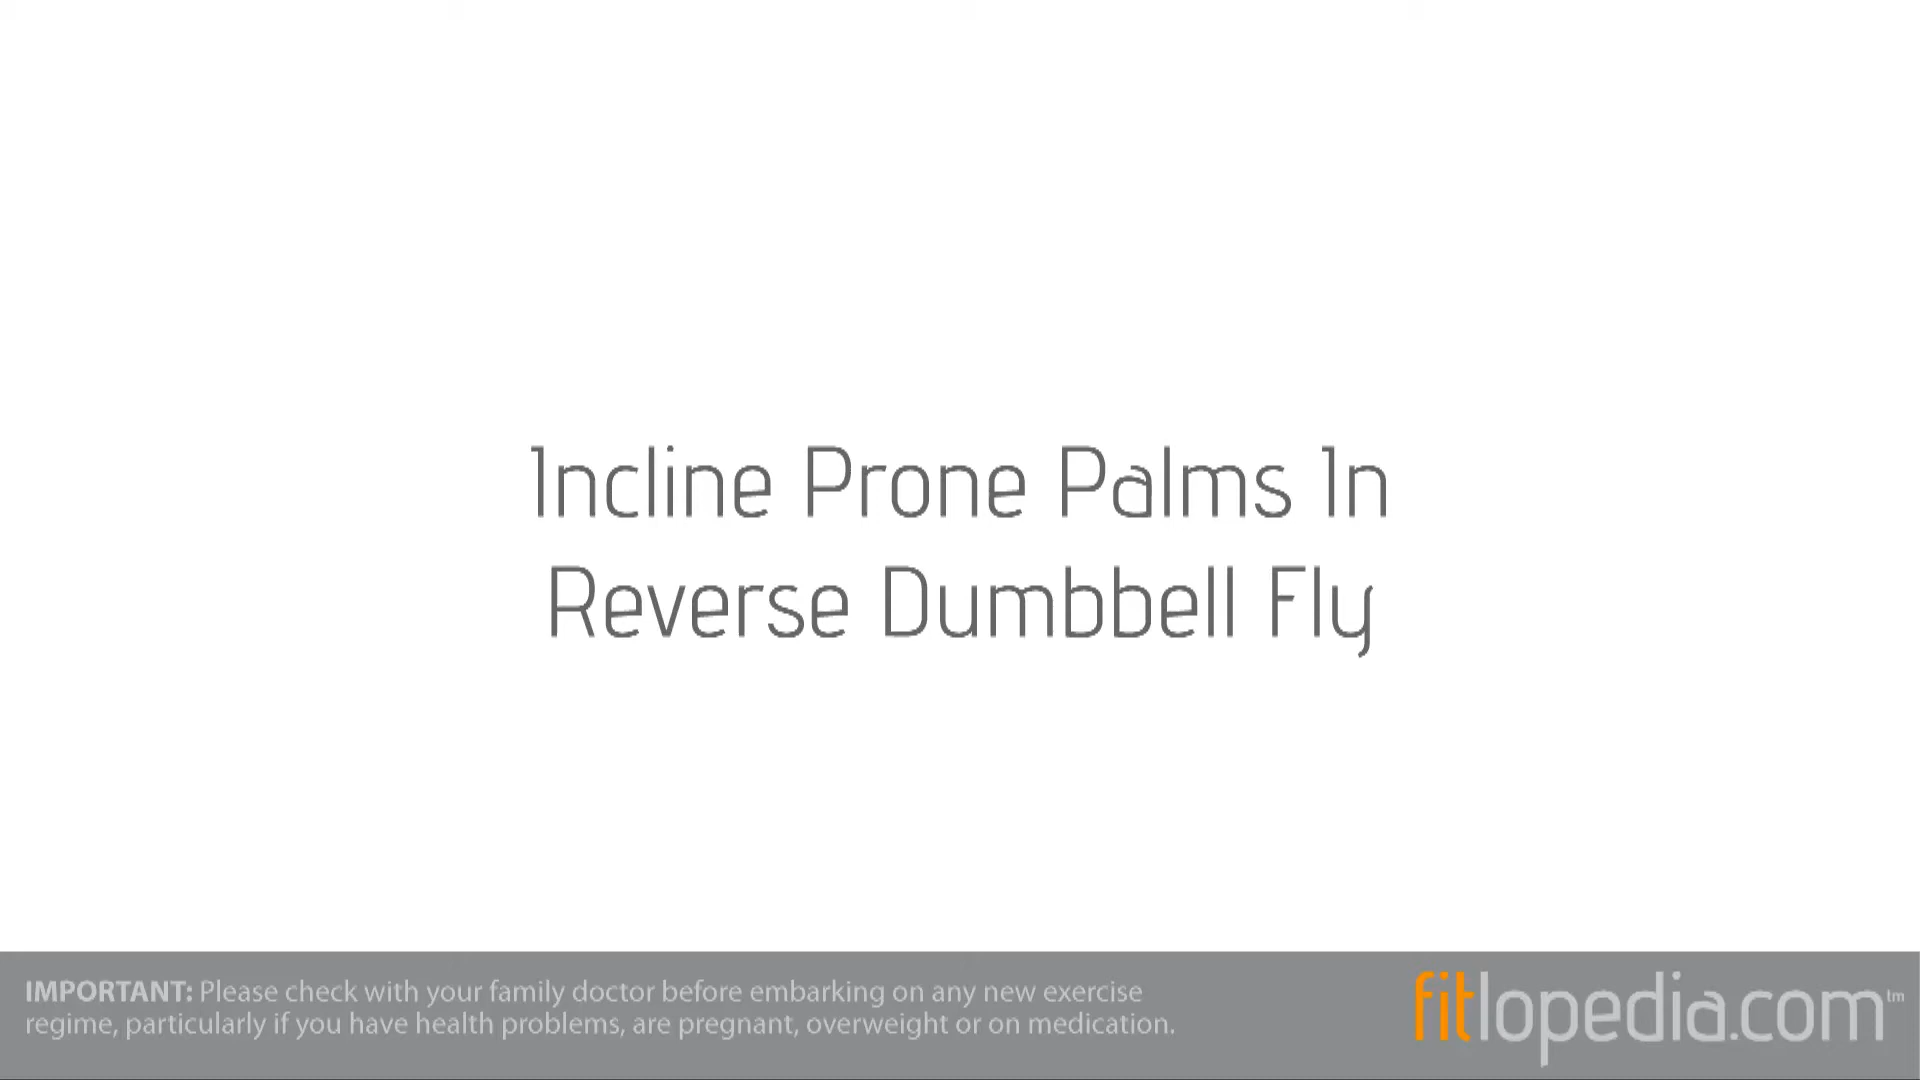 Incline Prone Palms In
Reverse Dumbbell Fly
IMPORTANT: Please check with your family doctor before embarking on any new exercise
regime, particularly if you have health problems, are pregnant, overweight or on medication.
fitlopedia.com™